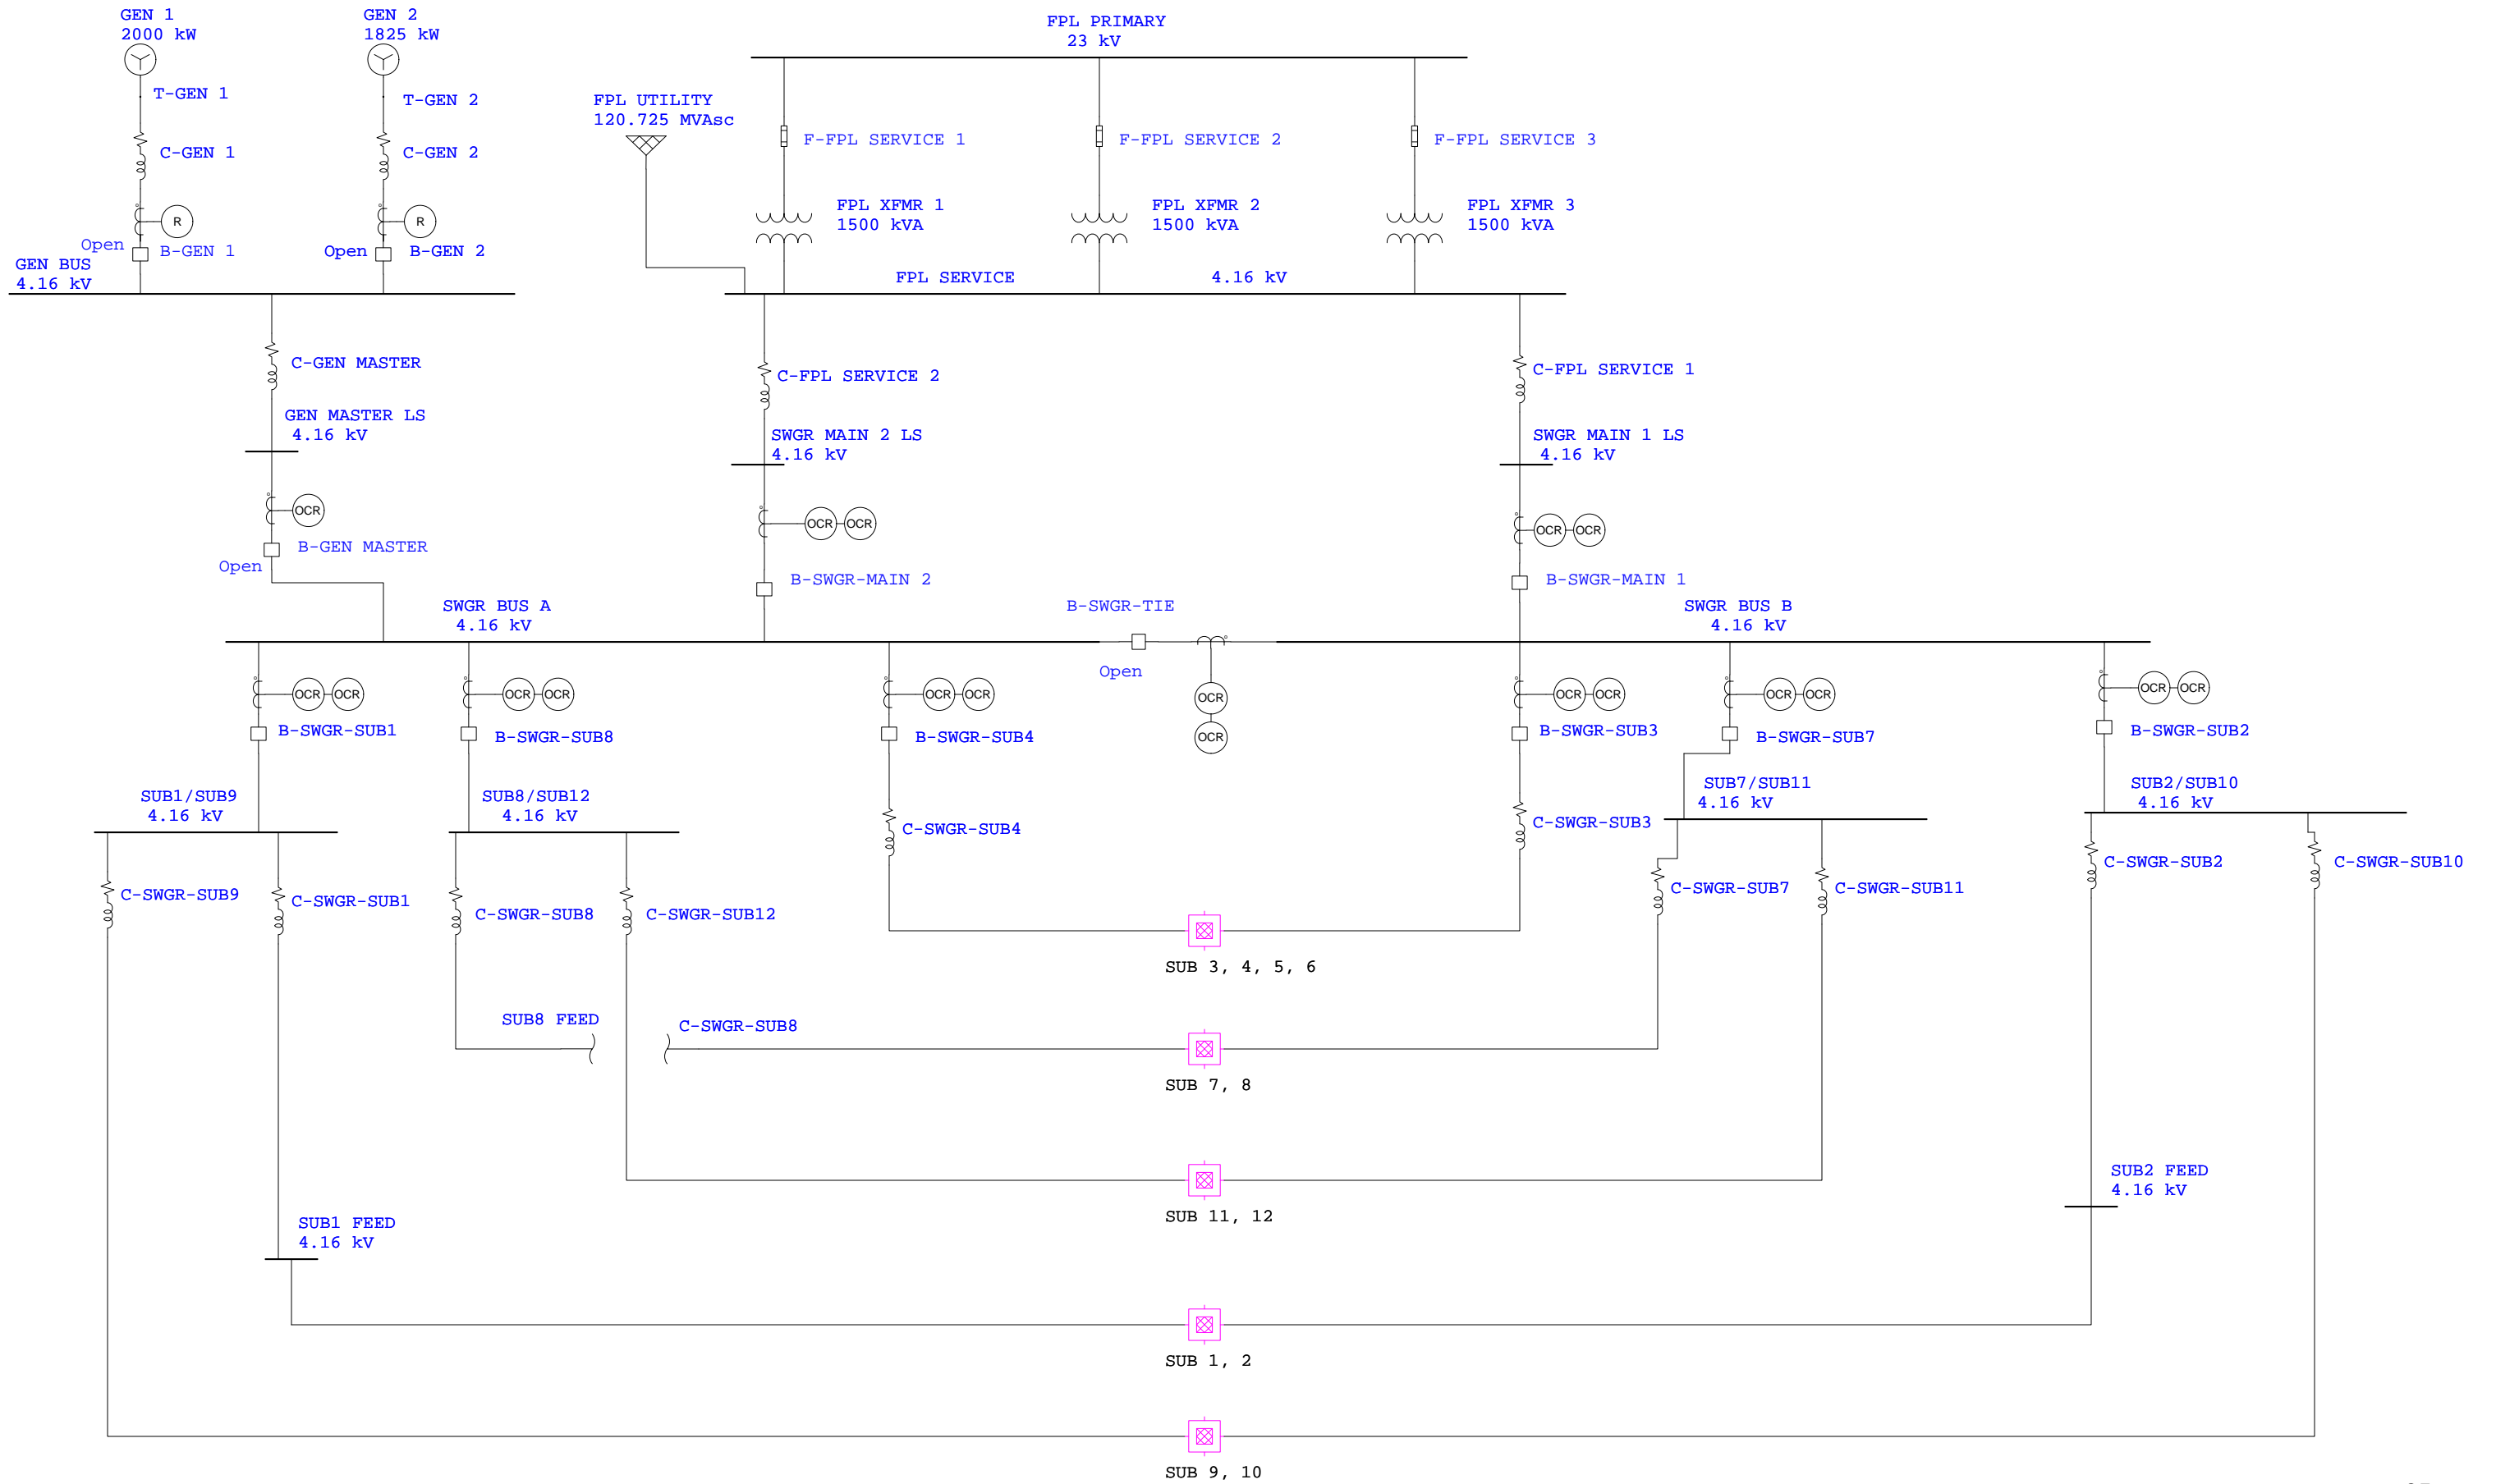 GEN 1
2000 kW
GEN 2
1825 kW
FPL PRIMARY
23 kV
T-GEN 1
T-GEN 2
FPL UTILITY
120.725 MVAsc
F-FPL SERVICE 1
F-FPL SERVICE 2
F-FPL SERVICE 3
C-GEN 1
C-GEN 2
FPL XFMR 1
1500 kVA
FPL XFMR 2
1500 kVA
FPL XFMR 3
1500 kVA
R
R
Open
B-GEN 1
Open
B-GEN 2
GEN BUS
4.16 kV
FPL SERVICE
4.16 kV
C-GEN MASTER
C-FPL SERVICE 2
C-FPL SERVICE 1
GEN MASTER LS
4.16 kV
SWGR MAIN 2 LS
4.16 kV
SWGR MAIN 1 LS
4.16 kV
OCR
OCR OCR
OCR OCR
B-GEN MASTER
Open
B-SWGR-MAIN 2
B-SWGR-MAIN 1
SWGR BUS A
4.16 kV
B-SWGR-TIE
Open
SWGR BUS B
4.16 kV
OCR OCR
OCR OCR
OCR OCR
OCR
OCR
OCR OCR
OCR OCR
OCR OCR
B-SWGR-SUB1
B-SWGR-SUB8
B-SWGR-SUB4
B-SWGR-SUB3
B-SWGR-SUB7
B-SWGR-SUB2
SUB1/SUB9
4.16 kV
SUB8/SUB12
4.16 kV
SUB7/SUB11
4.16 kV
SUB2/SUB10
4.16 kV
C-SWGR-SUB4
C-SWGR-SUB3
C-SWGR-SUB2
C-SWGR-SUB10
C-SWGR-SUB9
C-SWGR-SUB1
C-SWGR-SUB8
C-SWGR-SUB12
C-SWGR-SUB7
C-SWGR-SUB11
SUB 3, 4, 5, 6
SUB8 FEED
C-SWGR-SUB8
SUB 7, 8
SUB2 FEED
4.16 kV
SUB 11, 12
SUB1 FEED
4.16 kV
SUB 1, 2
SUB 9, 10